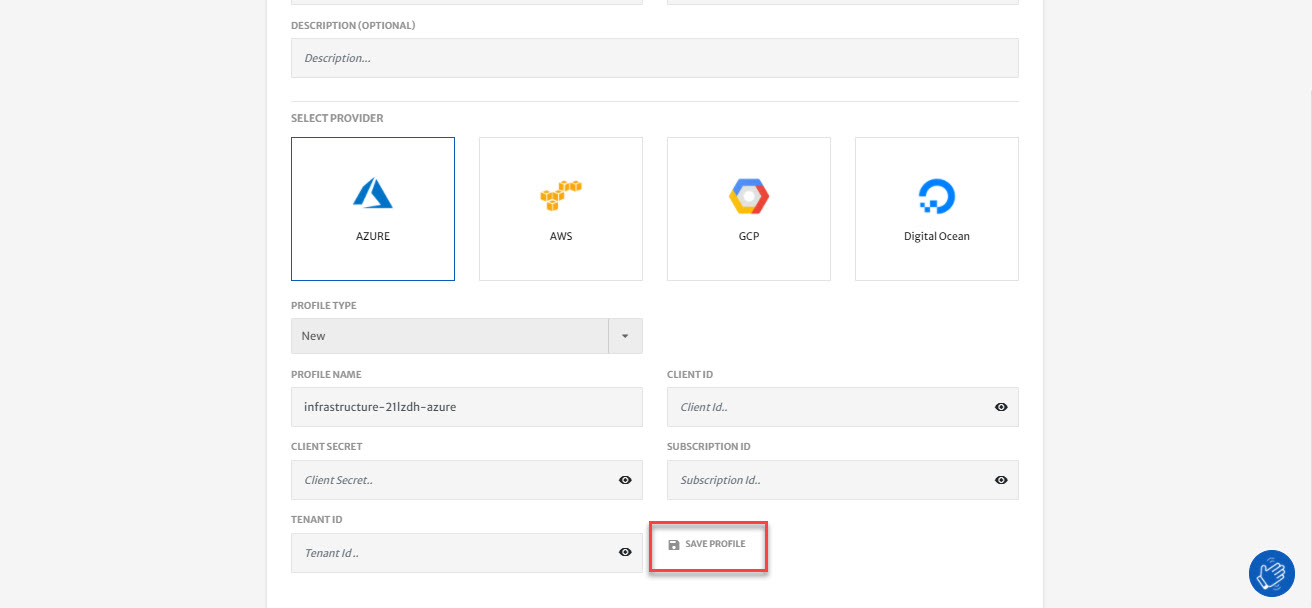 DESCRIPTION (OPTIONAL)
Description...
SELECT PROVIDER
AZURE
AWS
GCP
Digital Ocean
PROFILE TYPE
New
PROFILE NAME
CLIENT ID
infrastructure-21lzdh-azure
Client Id..
CLIENT SECRET
SUBSCRIPTION ID
Client Secret..
Subscription Id..
TENANT ID
SAVE PROFILE
Tenant Id ..